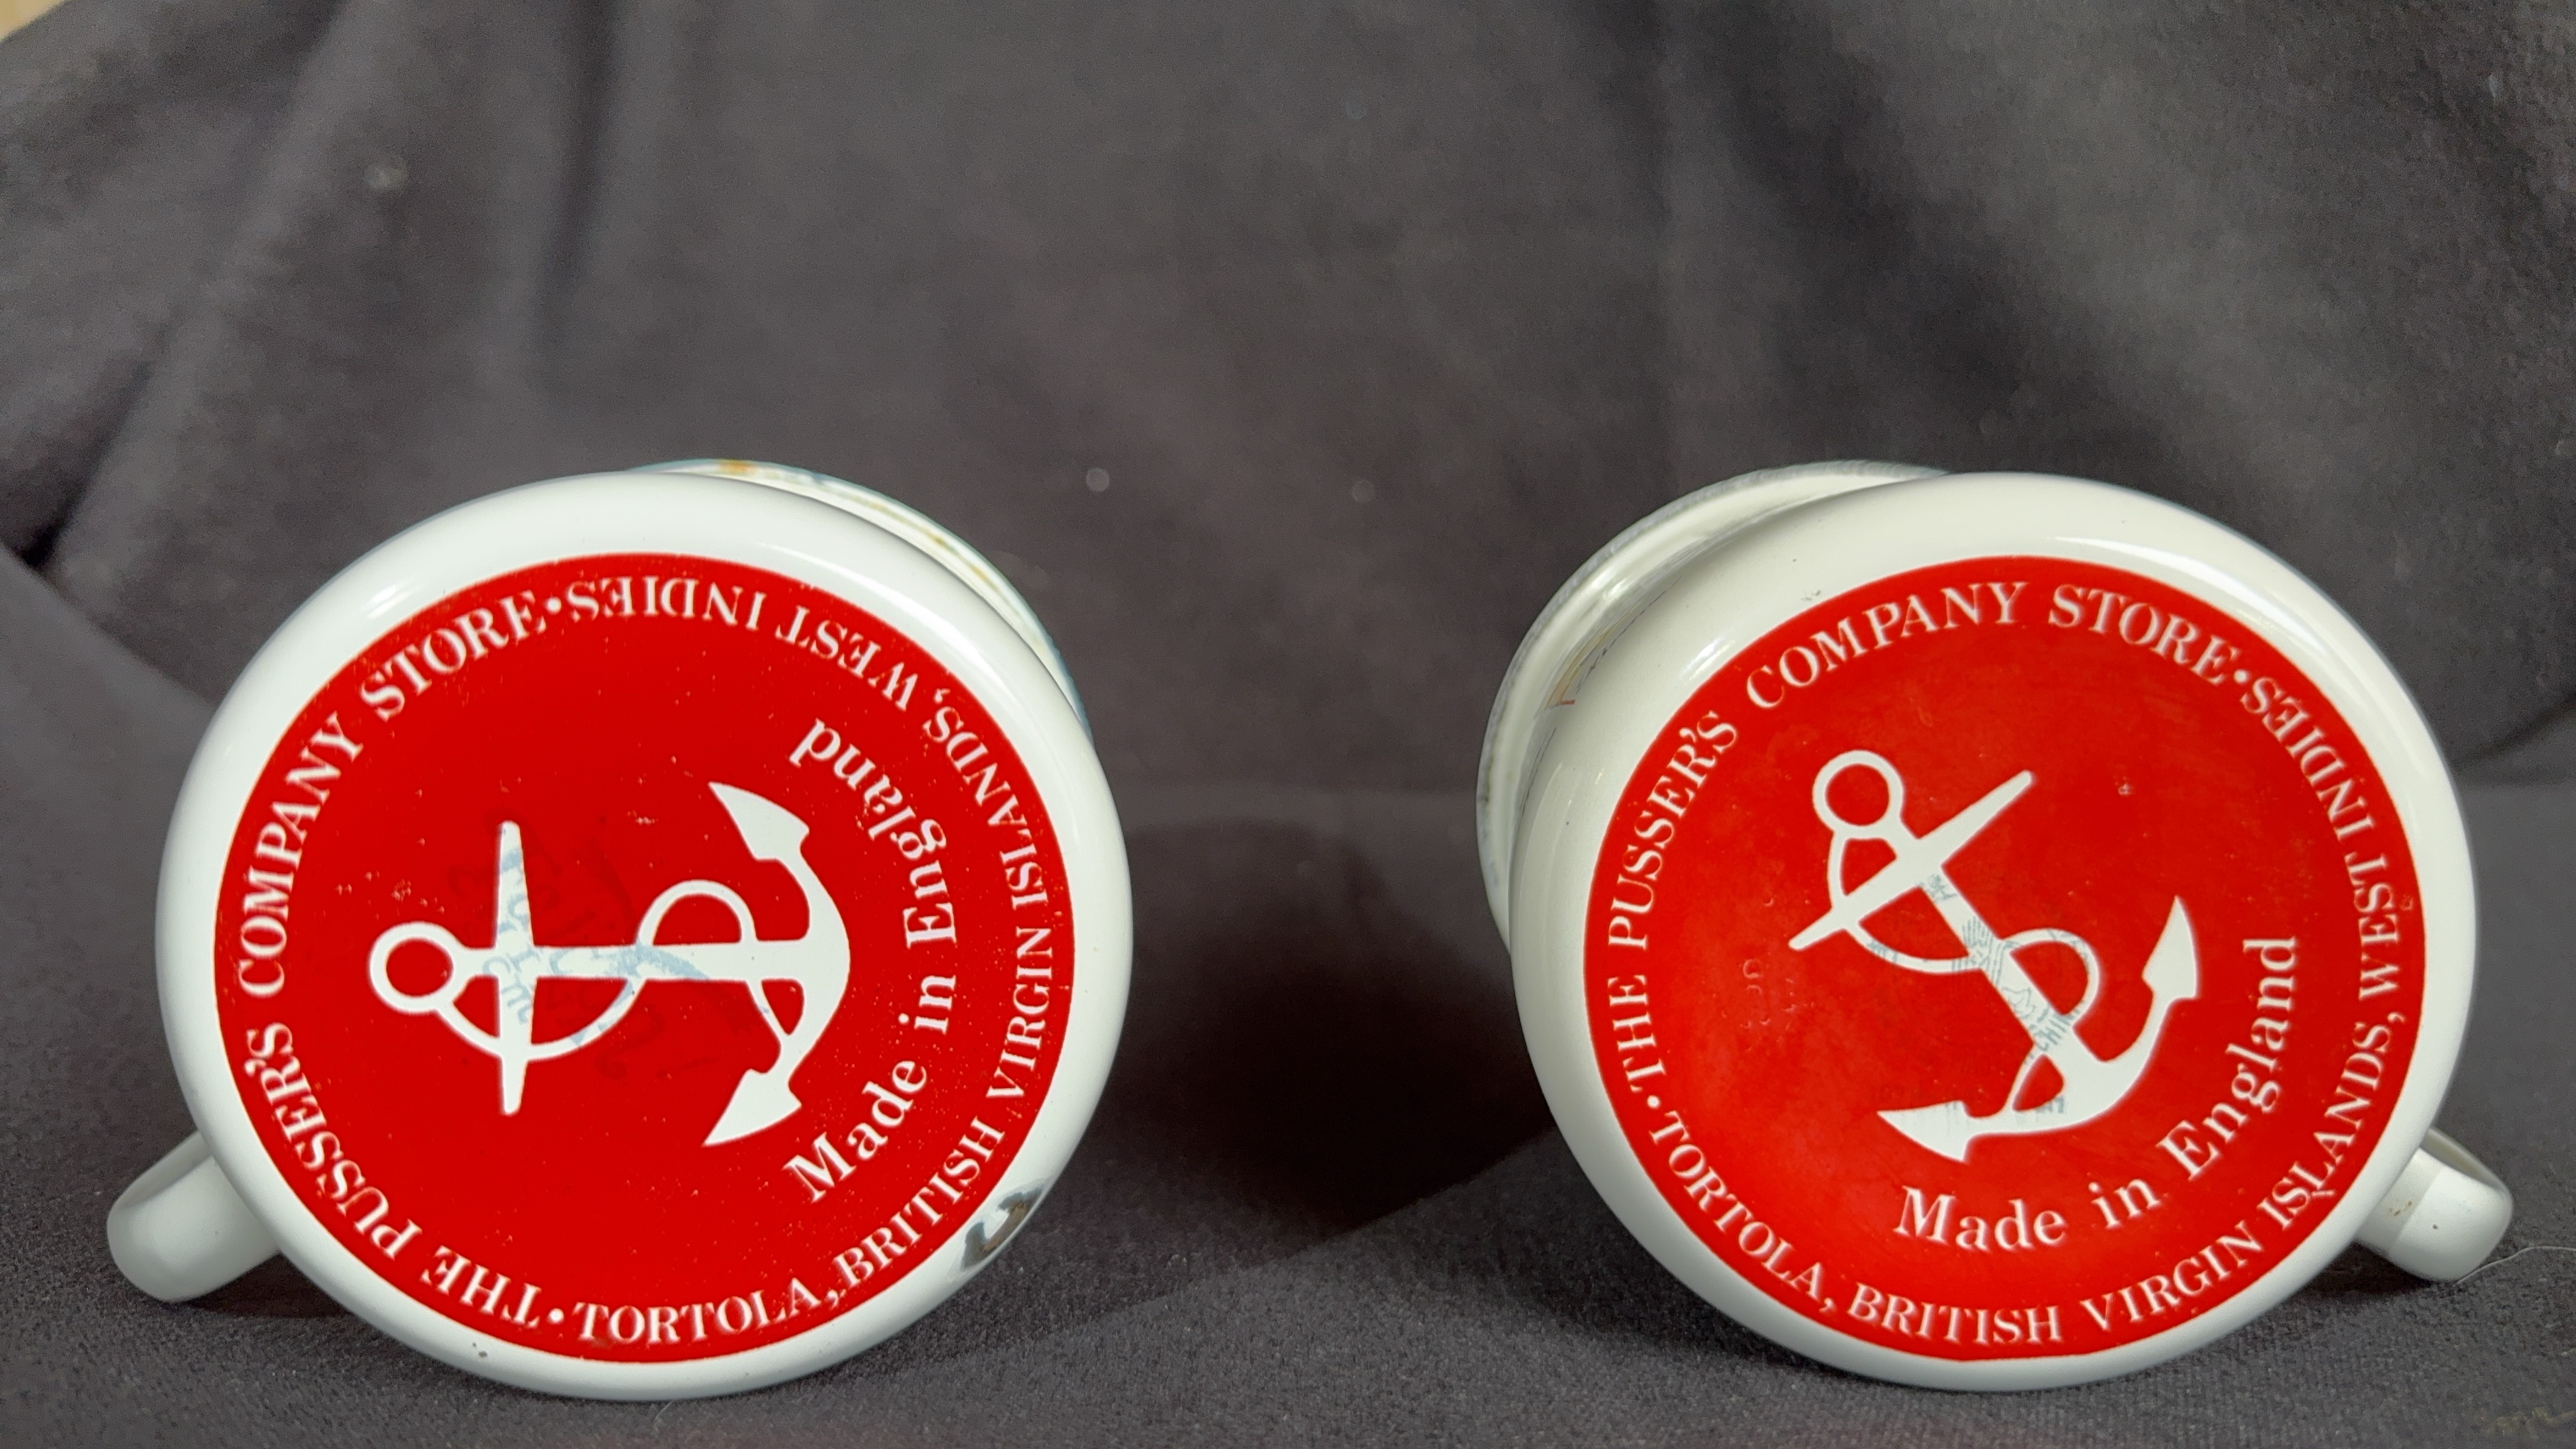 THE PUSSER'S COMPANY STORE •
TORTOLA, BRITISH VIRGIN ISLANDS, WEST INDIES •
Made in England
THE PUSSER'S COMPANY STORE •
TORTOLA, BRITISH VIRGIN ISLANDS, WEST INDIES •
Made in England